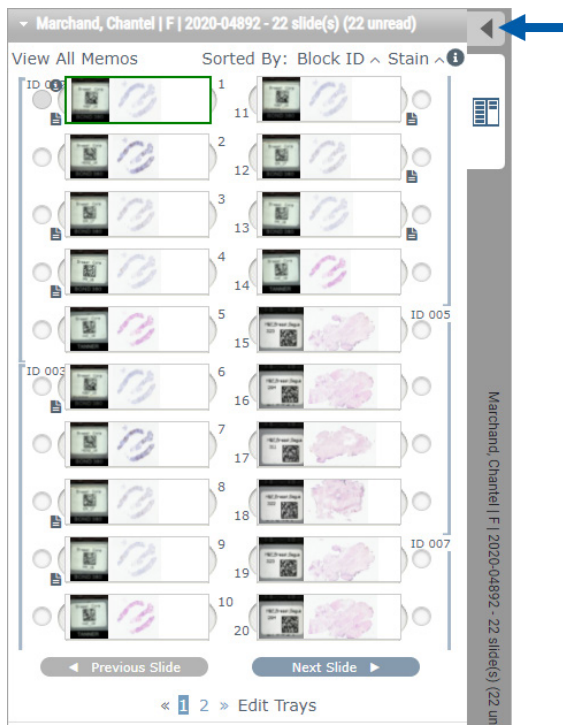 Marchand, Chantel | F | 2020-04892 - 22 slide(s) (22 unread)
View All Memos
Sorted By: Block ID ^ Stain ^
ID
1
11
2
12
3
13
4
14
5
ID 005
15
ID 003
6
16
7
17
8
18
9
ID 007
19
10
20
◄ Previous Slide
Next Slide ►
« 1 2 » Edit Trays
Marchand, Chantel | F | 2020-04892 - 22 slide(s) (22 un